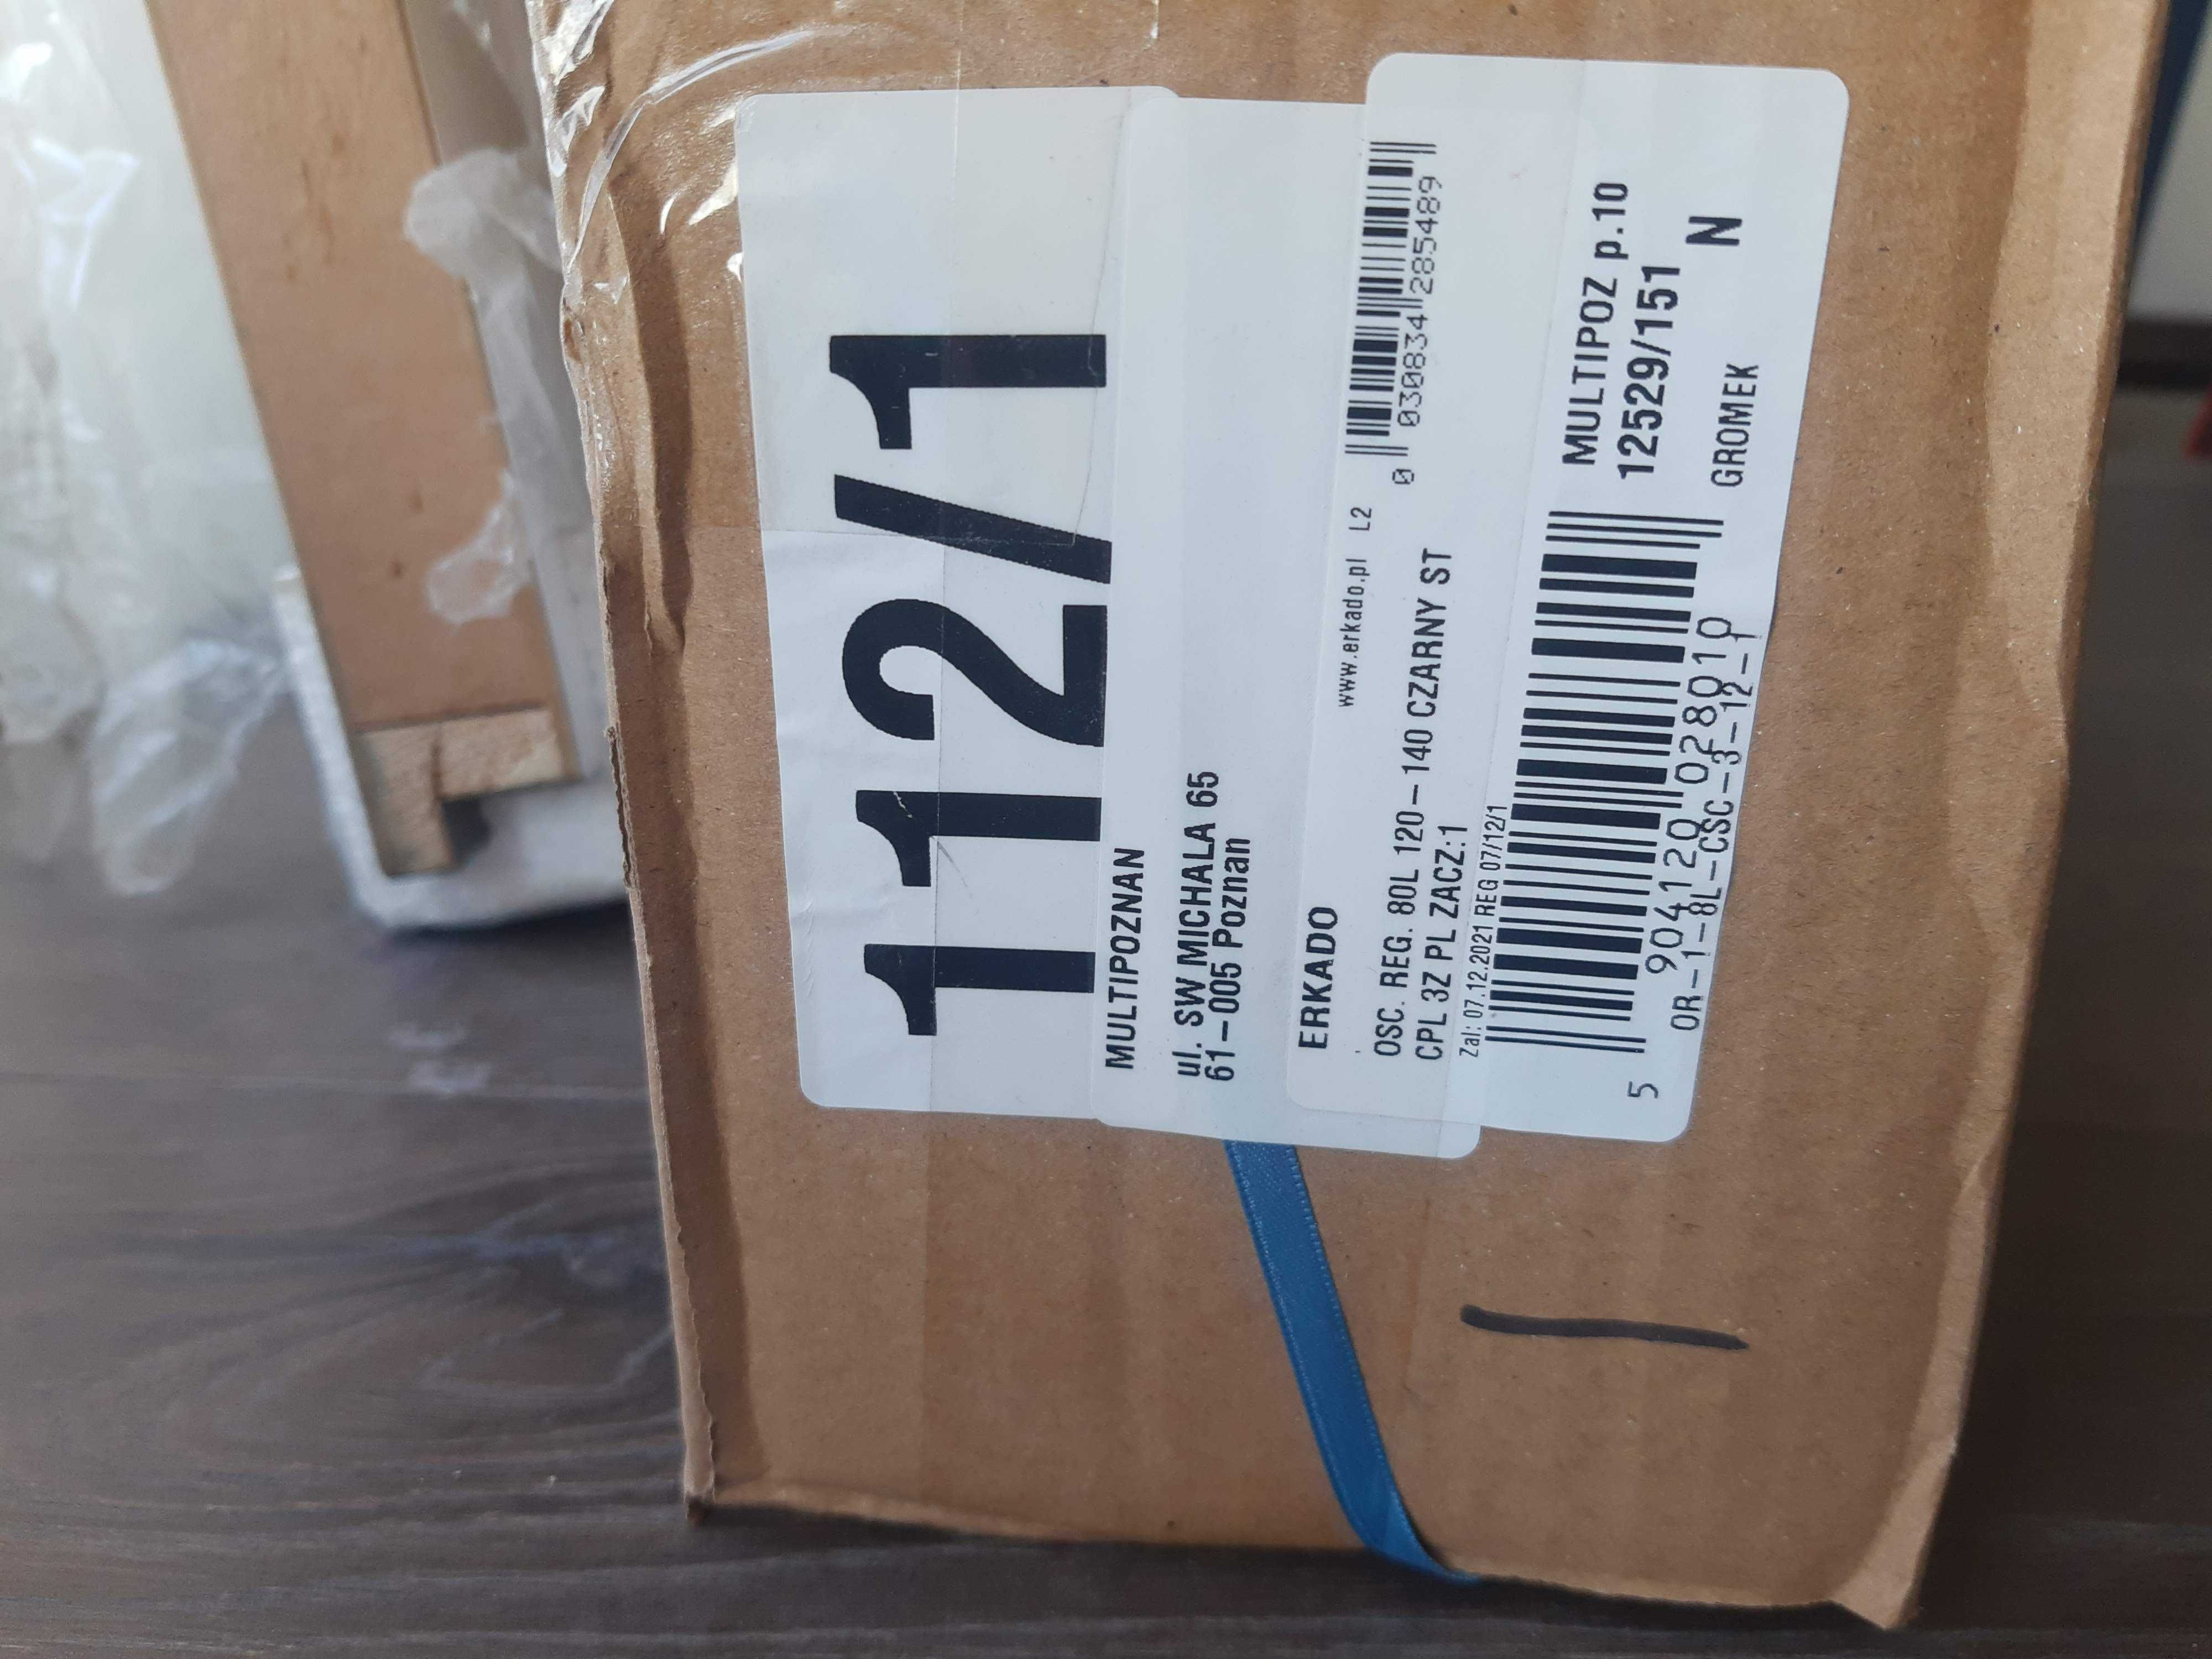 112/1
MULTIPOZNAN
ul. SW MICHALA 65
61-005 Poznan
ERKADO
www.erkado.pl L2
0 030834 285489
OSC. REG. 80L 120-140 CZARNY ST
CPL 3Z PL ZACZ:1
Zal: 07.12.2021 REG 07/12/1
MULTIPOZ p.10
12529/151
N
GROMEK
5 904120 028010
OR-1-8L-CSC-3-12-1